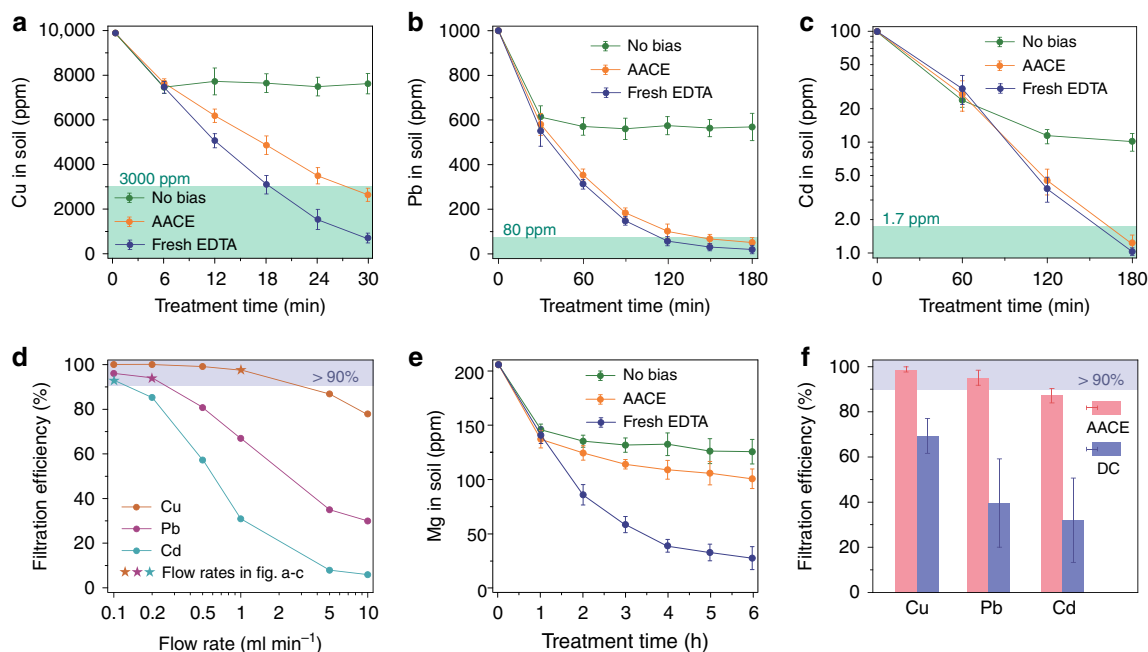 a
10,000
8000
6000
4000
2000
0
Cu in soil (ppm)
3000 ppm
No bias
AACE
Fresh EDTA
0 6 12 18 24 30
Treatment time (min)
b
1000
800
600
400
200
0
Pb in soil (ppm)
No bias
AACE
Fresh EDTA
80 ppm
0 30 60 90 120 150 180
Treatment time (min)
c
100
50
20
10
5.0
2.0
1.0
Cd in soil (ppm)
No bias
AACE
Fresh EDTA
1.7 ppm
0 60 120 180
Treatment time (min)
d
100
80
60
40
20
0
Filtration efficiency (%)
> 90%
Cu
Pb
Cd
Flow rates in fig. a-c
0.1 0.2 0.5 1 5 10
Flow rate (ml min⁻¹)
e
200
150
100
50
0
Mg in soil (ppm)
No bias
AACE
Fresh EDTA
0 1 2 3 4 5 6
Treatment time (h)
f
100
80
60
40
20
0
Filtration efficiency (%)
> 90%
AACE
DC
Cu Pb Cd